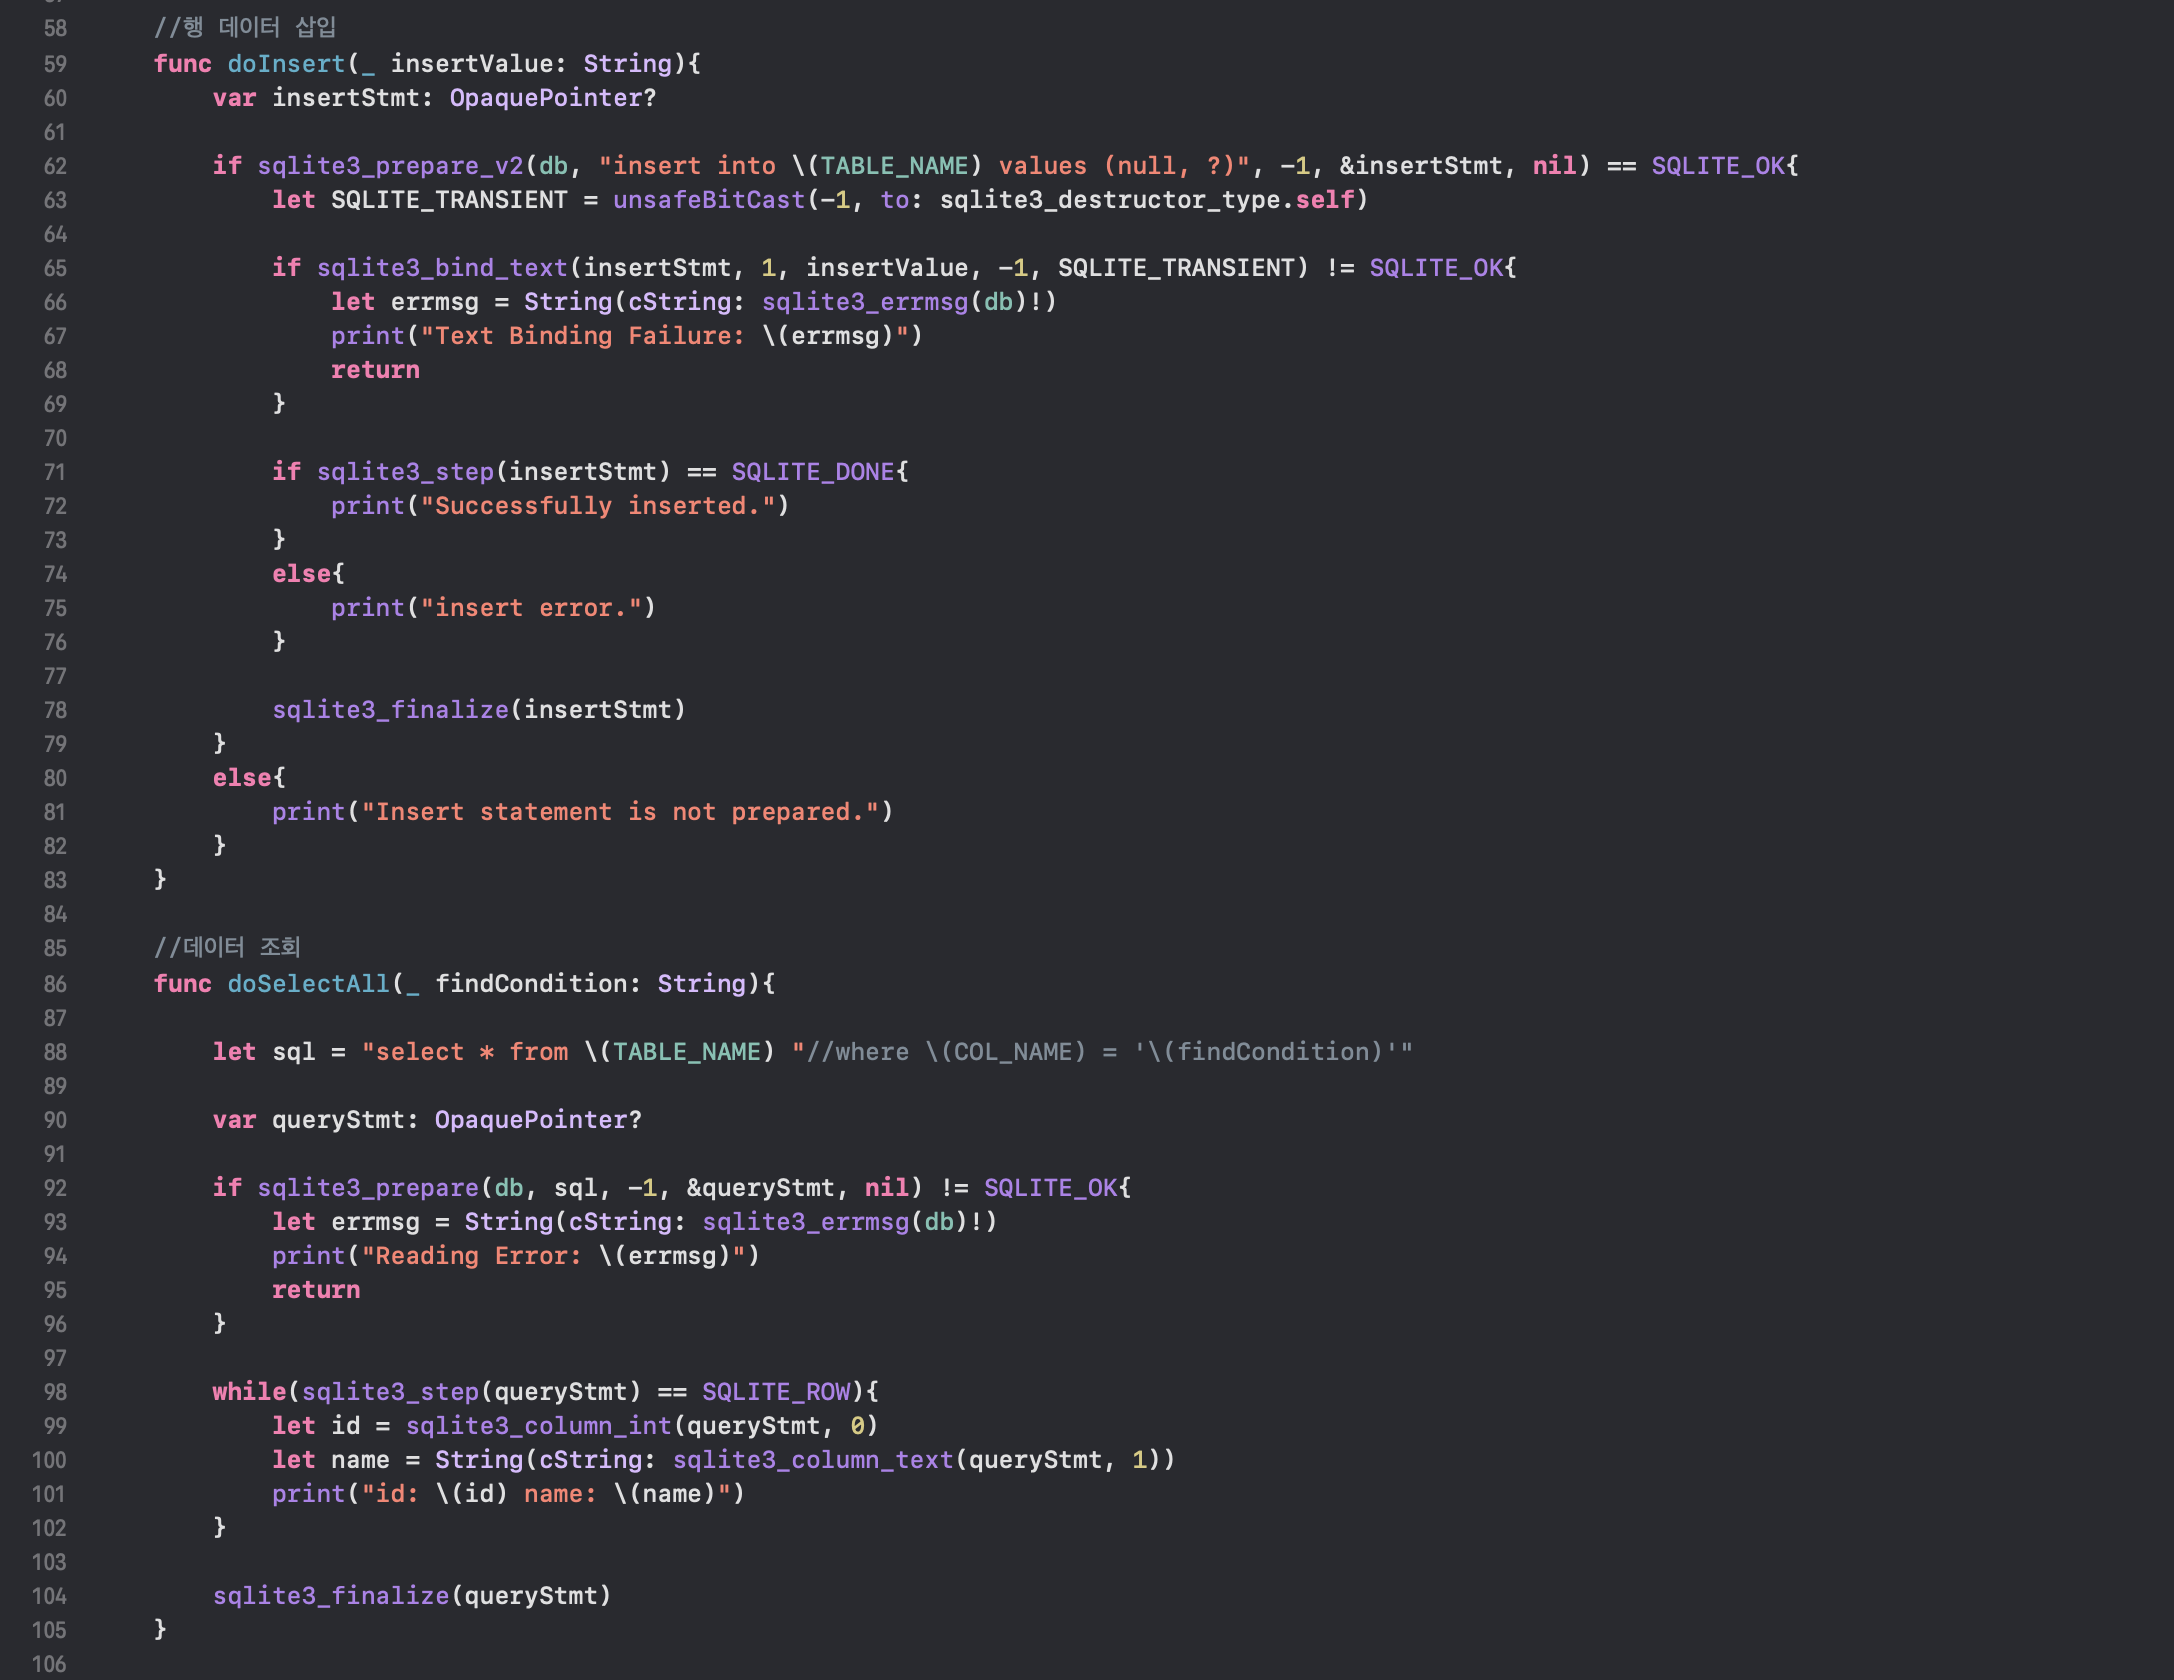 58 //행 데이터 삽입
59 func doInsert(_ insertValue: String){
60 var insertStmt: OpaquePointer?
61
62 if sqlite3_prepare_v2(db, "insert into \(TABLE_NAME) values (null, ?)", -1, &insertStmt, nil) == SQLITE_OK{
63 let SQLITE_TRANSIENT = unsafeBitCast(-1, to: sqlite3_destructor_type.self)
64
65 if sqlite3_bind_text(insertStmt, 1, insertValue, -1, SQLITE_TRANSIENT) != SQLITE_OK{
66 let errmsg = String(cString: sqlite3_errmsg(db)!)
67 print("Text Binding Failure: \(errmsg)")
68 return
69 }
70
71 if sqlite3_step(insertStmt) == SQLITE_DONE{
72 print("Successfully inserted.")
73 }
74 else{
75 print("insert error.")
76 }
77
78 sqlite3_finalize(insertStmt)
79 }
80 else{
81 print("Insert statement is not prepared.")
82 }
83 }
84
85 //데이터 조회
86 func doSelectAll(_ findCondition: String){
87
88 let sql = "select * from \(TABLE_NAME) "//where \(COL_NAME) = '\(findCondition)'"
89
90 var queryStmt: OpaquePointer?
91
92 if sqlite3_prepare(db, sql, -1, &queryStmt, nil) != SQLITE_OK{
93 let errmsg = String(cString: sqlite3_errmsg(db)!)
94 print("Reading Error: \(errmsg)")
95 return
96 }
97
98 while(sqlite3_step(queryStmt) == SQLITE_ROW){
99 let id = sqlite3_column_int(queryStmt, 0)
100 let name = String(cString: sqlite3_column_text(queryStmt, 1))
101 print("id: \(id) name: \(name)")
102 }
103
104 sqlite3_finalize(queryStmt)
105 }
106